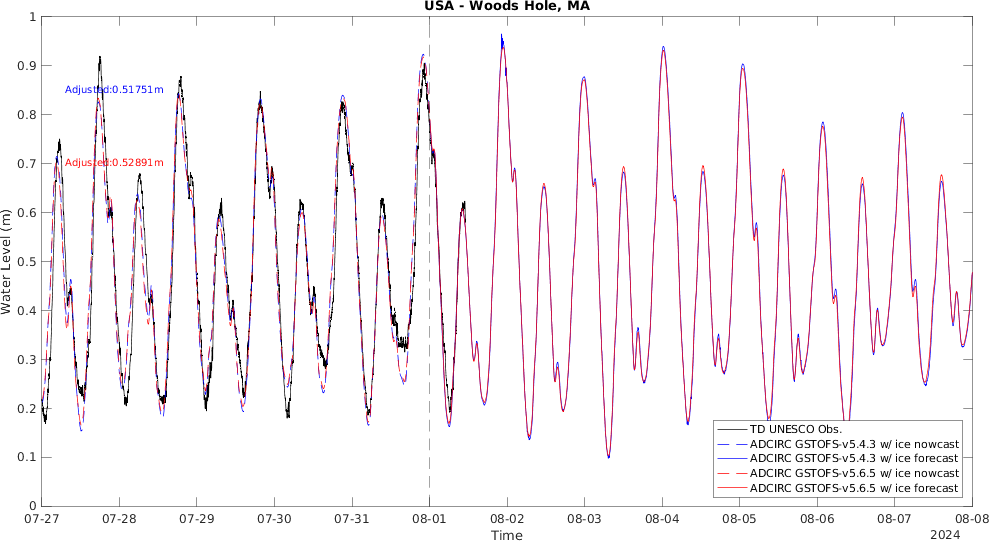 USA - Woods Hole, MA
1
0.9
0.8
0.7
0.6
0.5
0.4
0.3
0.2
0.1
0
Water Level (m)
Adjusted:0.51751m
Adjusted:0.52891m
TD UNESCO Obs.
ADCIRC GSTOFS-v5.4.3 w/ ice nowcast
ADCIRC GSTOFS-v5.4.3 w/ ice forecast
ADCIRC GSTOFS-v5.6.5 w/ ice nowcast
ADCIRC GSTOFS-v5.6.5 w/ ice forecast
07-27 07-28 07-29 07-30 07-31 08-01 08-02 08-03 08-04 08-05 08-06 08-07 08-08
Time
2024